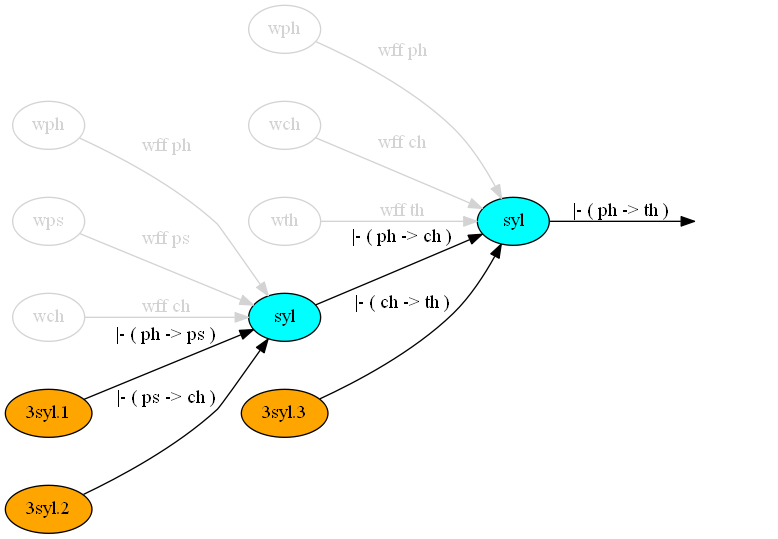 wph
wff ph
wph
wch
wff ph
wff ch
wps
wth
wff th
|- ( ph -> th )
syl
wff ps
|- ( ph -> ch )
wch
wff ch
|- ( ch -> th )
syl
|- ( ph -> ps )
|- ( ps -> ch )
3syl.1
3syl.3
3syl.2